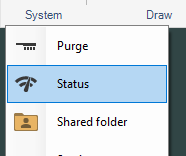 System Draw
Purge
Status
Shared folder